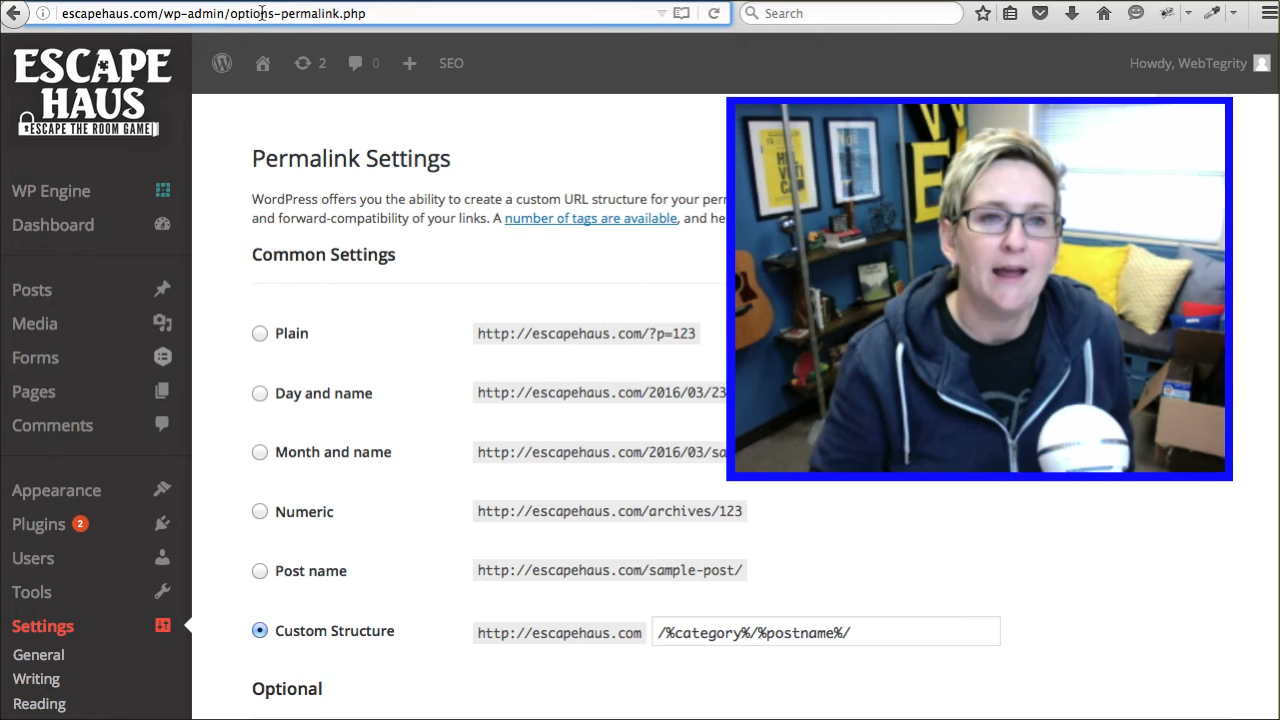 escapehaus.com/wp-admin/options-permalink.php
Search
ESCAPE
HAUS
ESCAPE THE ROOM GAME
2
0
SEO
Howdy, WebTegrity
WP Engine
Dashboard
Posts
Media
Forms
Pages
Comments
Appearance
Plugins 2
Users
Tools
Settings
General
Writing
Reading
Permalink Settings
WordPress offers you the ability to create a custom URL structure for your
and forward-compatibility of your links. A number of tags are available, and
Common Settings
Plain http://escapehaus.com/?p=123
Day and name http://escapehaus.com/2016/03/23
Month and name http://escapehaus.com/2016/03/sa
Numeric http://escapehaus.com/archives/123
Post name http://escapehaus.com/sample-post/
Custom Structure http://escapehaus.com /%category%/%postname%/
Optional
HEL
VETI
CA
WE